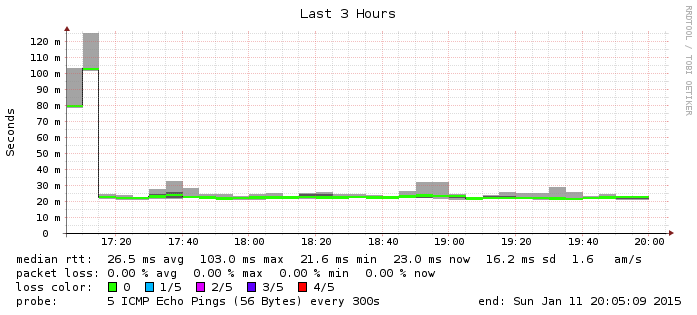 Last 3 Hours
RRDTOOL / TOBI OETIKER
Seconds
120 m
110 m
100 m
90 m
80 m
70 m
60 m
50 m
40 m
30 m
20 m
10 m
0
17:20 17:40 18:00 18:20 18:40 19:00 19:20 19:40 20:00
median rtt: 26.5 ms avg 103.0 ms max 21.6 ms min 23.0 ms now 16.2 ms sd 1.6 am/s
packet loss: 0.00 % avg 0.00 % max 0.00 % min 0.00 % now
loss color: 0 1/5 2/5 3/5 4/5
probe: 5 ICMP Echo Pings (56 Bytes) every 300s end: Sun Jan 11 20:05:09 2015